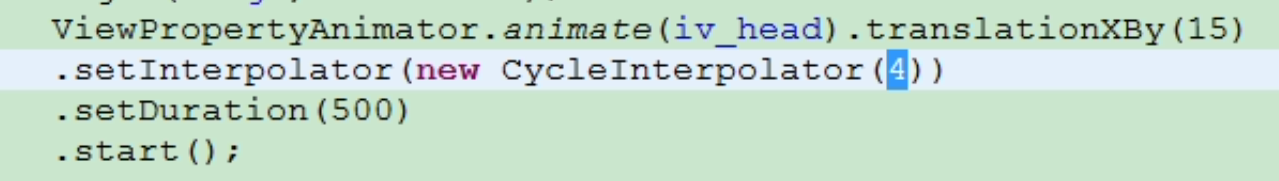 ViewPropertyAnimator.animate(iv_head).translationXBy(15)
.setInterpolator(new CycleInterpolator(4))
.setDuration(500)
.start();